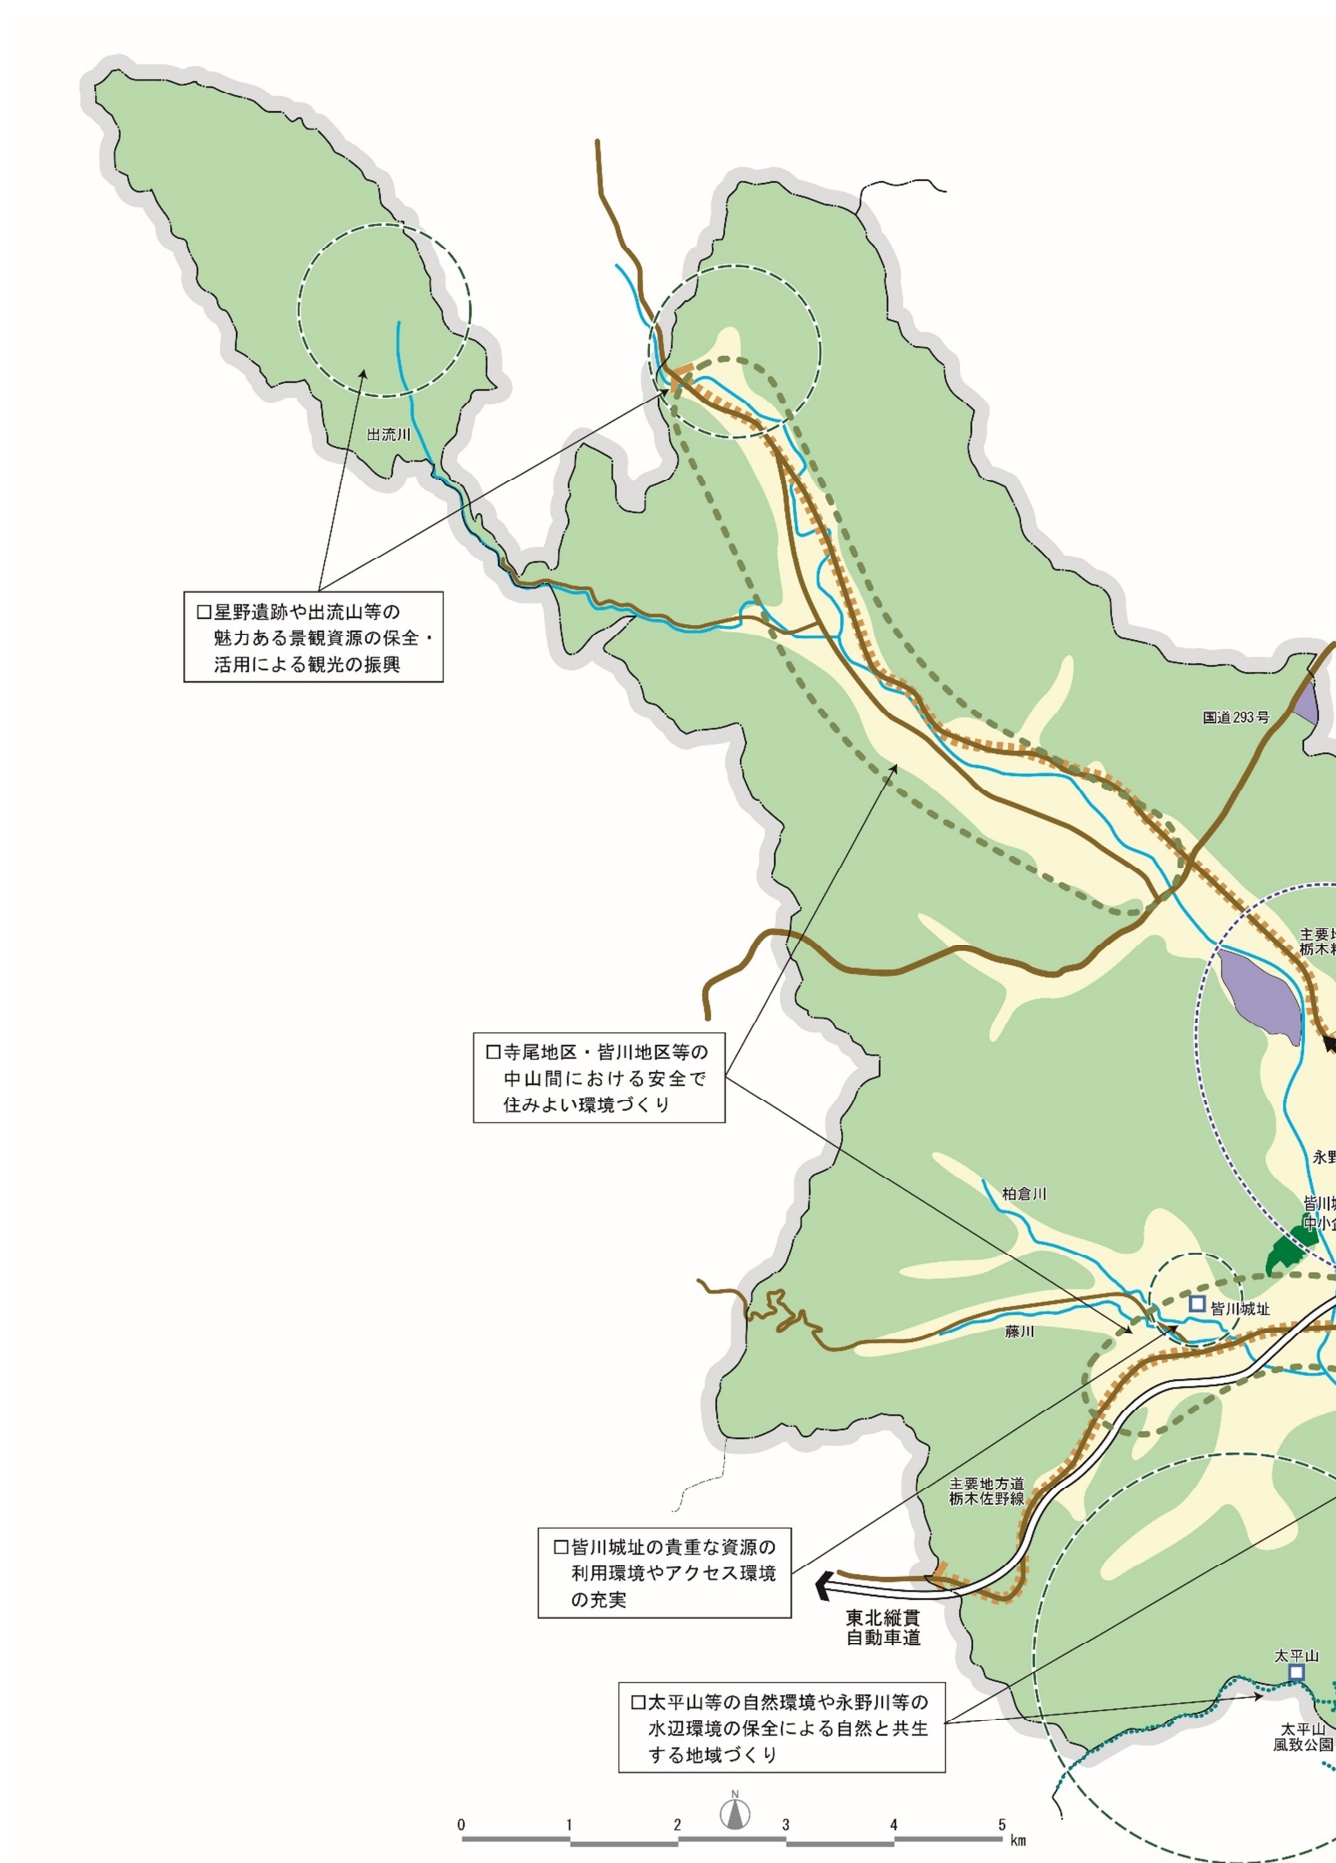 出流川
□星野遺跡や出流山等の
魅力ある景観資源の保全・
活用による観光の振興
国道293号
主要地
栃木粕
□寺尾地区・皆川地区等の
中山間における安全で
住みよい環境づくり
永野
柏倉川
皆川城
中小企
皆川城址
藤川
主要地方道
栃木佐野線
□皆川城址の貴重な資源の
利用環境やアクセス環境
の充実
東北縦貫
自動車道
太平山
□太平山等の自然環境や永野川等の
水辺環境の保全による自然と共生
する地域づくり
太平山
風致公園
N
0 1 2 3 4 5
km